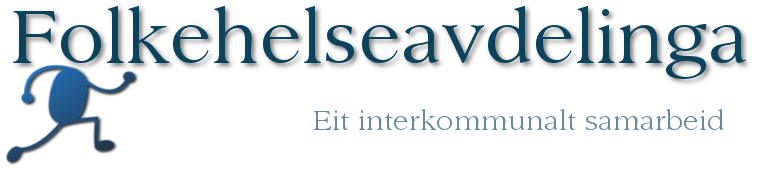 Folkehelseavdelinga
Eit interkommunalt samarbeid